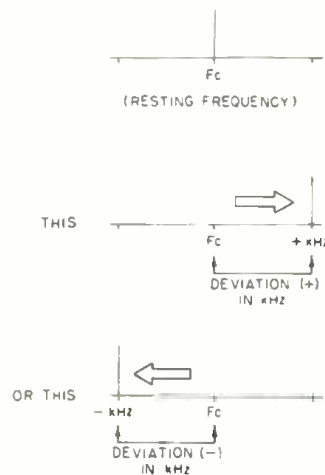 Fc
(RESTING FREQUENCY)
THIS
Fc
+ kHz
DEVIATION (+)
IN kHz
OR THIS
- kHz
Fc
DEVIATION (-)
IN kHz